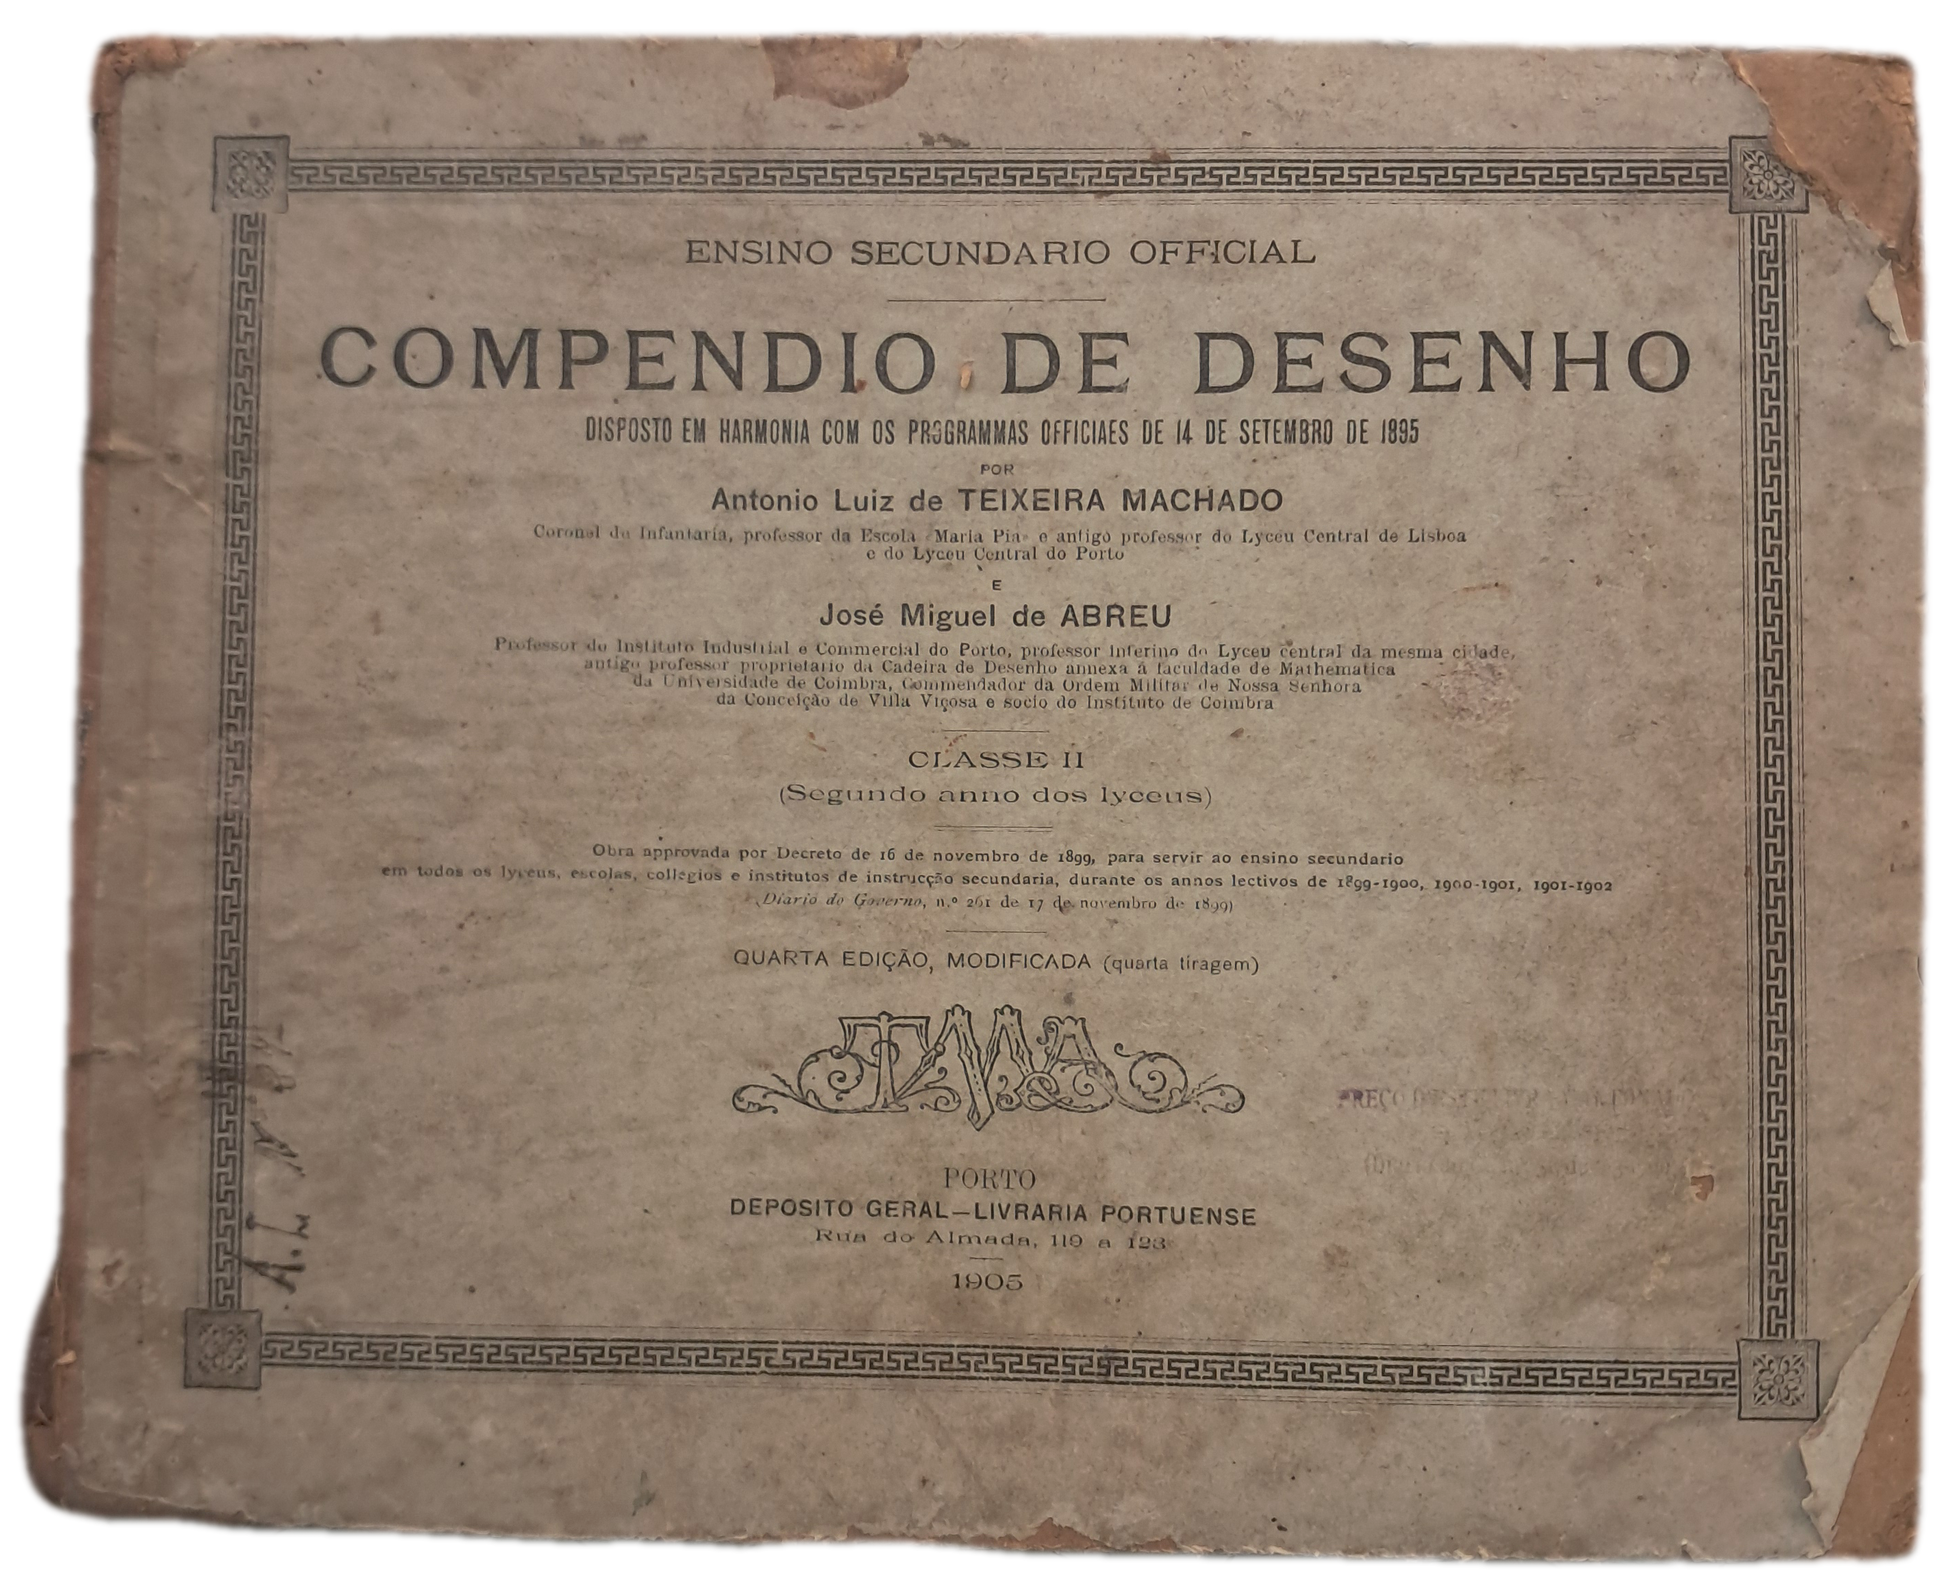 ENSINO SECUNDARIO OFFICIAL
COMPENDIO DE DESENHO
DISPOSTO EM HARMONIA COM OS PROGRAMMAS OFFICIAES DE 14 DE SETEMBRO DE 1895
POR
Antonio Luiz de TEIXEIRA MACHADO
Coronel de Infantaria, professor da Escola «Maria Pia» e antigo professor do Lyceu Central de Lisboa
e do Lyceu Central do Porto
E
José Miguel de ABREU
Professor do Instituto Industrial e Commercial do Porto, professor interino do Lyceu central da mesma cidade,
antigo professor proprietario da Cadeira de Desenho annexa á faculdade de Mathematica
da Universidade de Coimbra, Commendador da Ordem Militar de Nossa Senhora
da Conceição de Villa Viçosa e socio do Instituto de Coimbra
CLASSE II
(Segundo anno dos lyceus)
Obra approvada por Decreto de 16 de novembro de 1899, para servir ao ensino secundario
em todos os lyceus, escolas, collegios e institutos de instrucção secundaria, durante os annos lectivos de 1899-1900, 1900-1901, 1901-1902
(Diario do Governo, n.º 261 de 17 de novembro de 1899)
QUARTA EDIÇÃO, MODIFICADA (quarta tiragem)
TMA
PREÇO
PORTO
DEPOSITO GERAL—LIVRARIA PORTUENSE
Rua do Almada, 119 a 123
1905
A. L